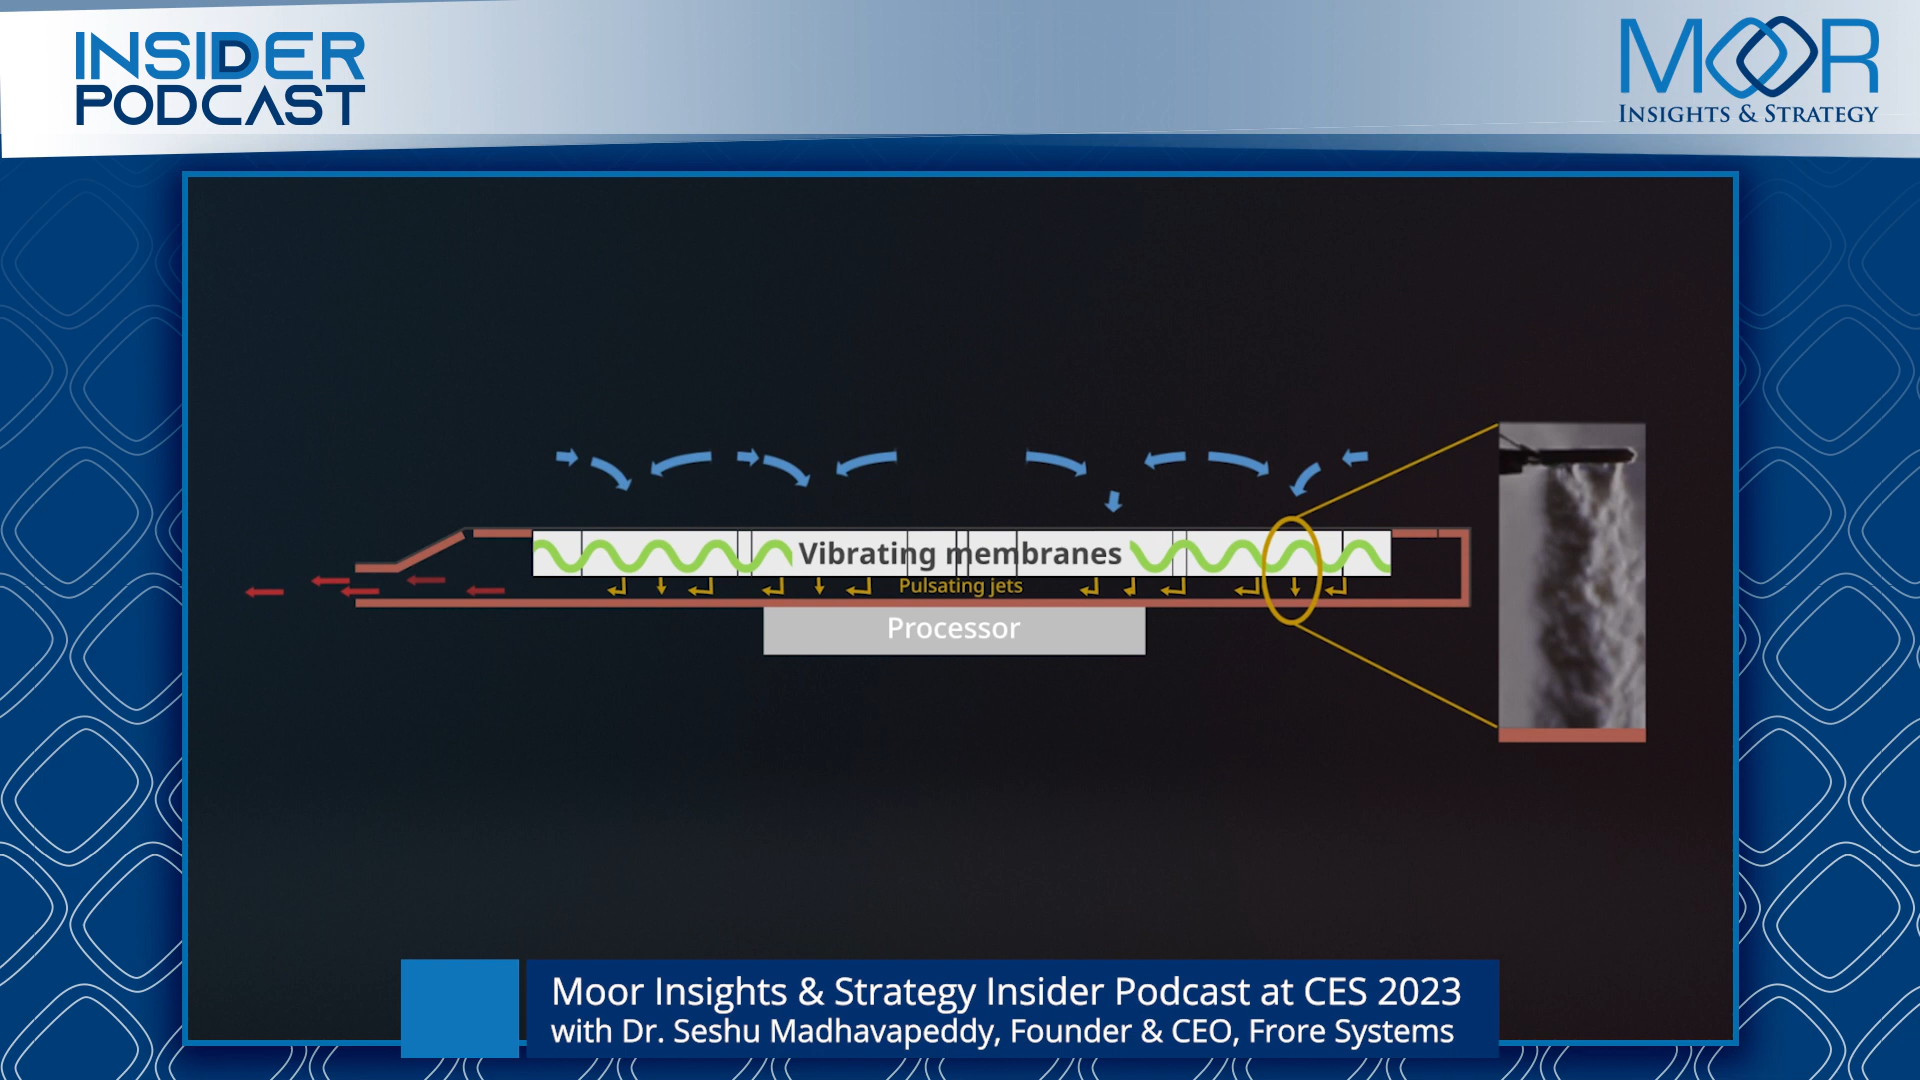 INSIDER
PODCAST
MOOR
INSIGHTS & STRATEGY
Vibrating membranes
Pulsating jets
Processor
Moor Insights & Strategy Insider Podcast at CES 2023
with Dr. Seshu Madhavapeddy, Founder & CEO, Frore Systems